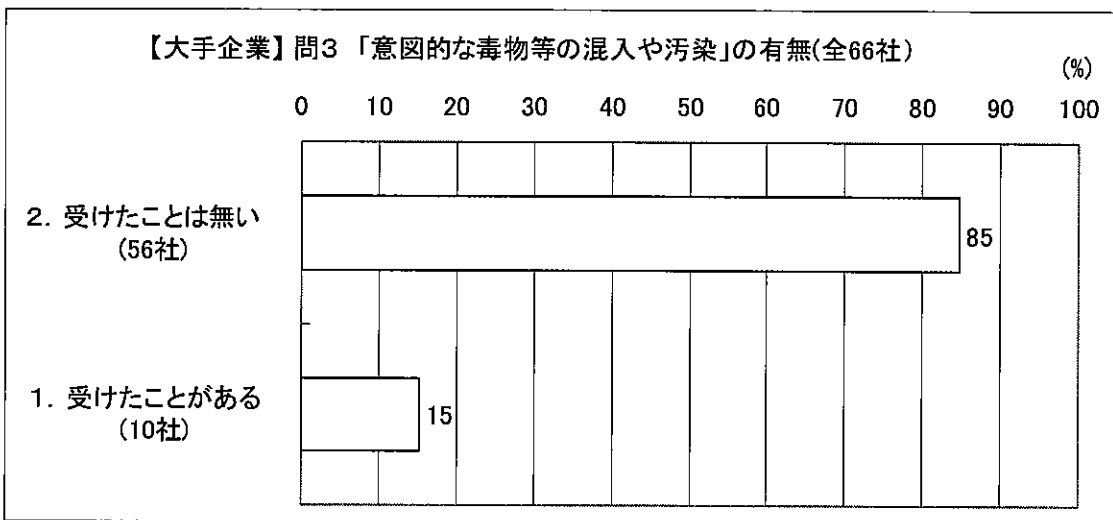 【大手企業】問3 「意図的な毒物等の混入や汚染」の有無(全66社)
(%)
0 10 20 30 40 50 60 70 80 90 100
2. 受けたことは無い
(56社)
85
1. 受けたことがある
(10社)
15